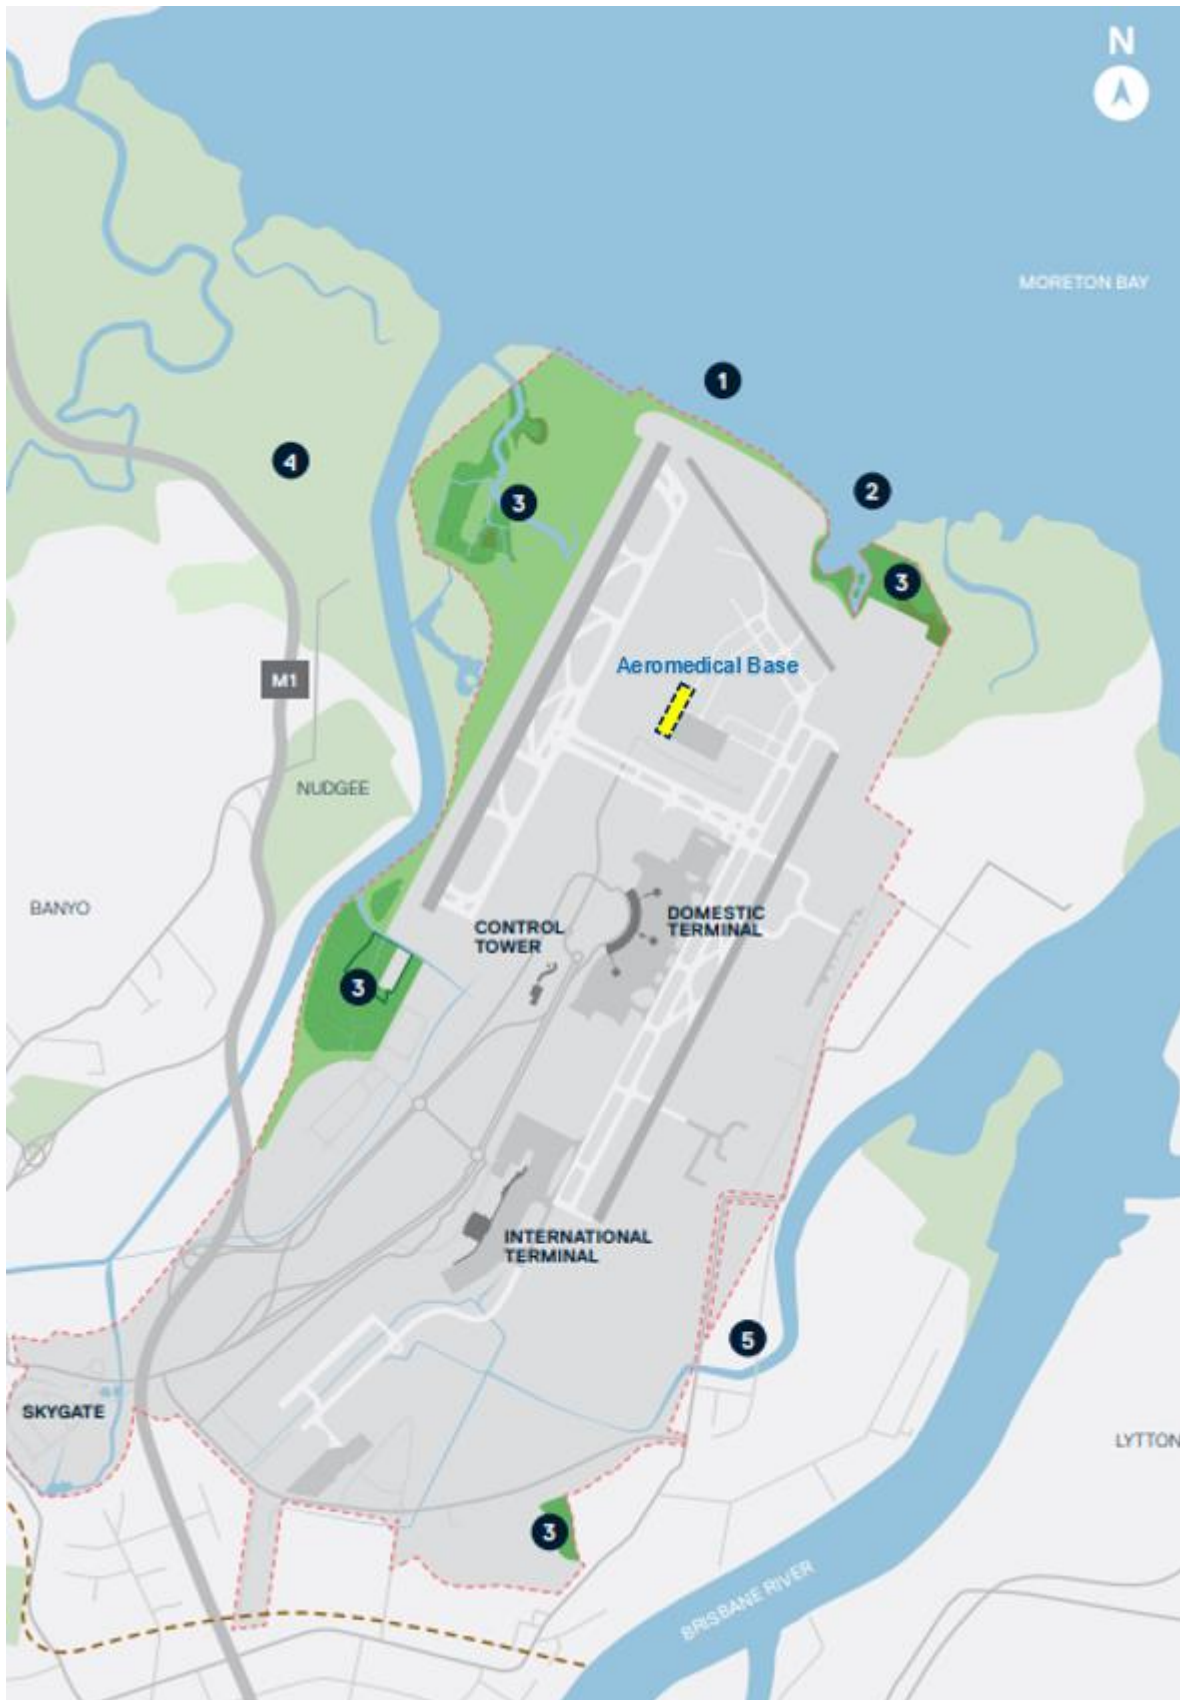 N
MORETON BAY
1
4
2
3
3
Aeromedical Base
M1
NUDGEE
BANYO
CONTROL
TOWER
DOMESTIC
TERMINAL
3
INTERNATIONAL
TERMINAL
5
SKYGATE
LYTTON
3
BRISBANE RIVER